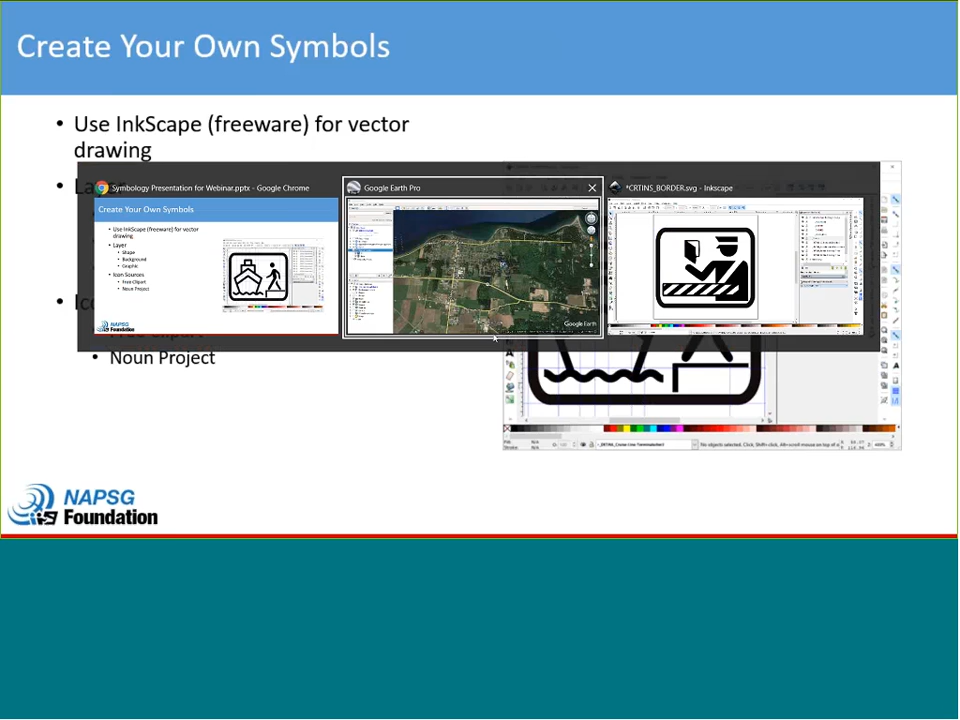 Create Your Own Symbols
• Use InkScape (freeware) for vector
drawing
Symbology Presentation for Webinar.pptx - Google Chrome
Google Earth Pro
*CRTINS_BORDER.svg - Inkscape
Create Your Own Symbols
• Use InkScape (freeware) for vector
drawing
• Layer
• Shape
• Background
• Graphic
• Icon Sources
• Free Clipart
• Noun Project
NAPSG
Foundation
Google Earth
• Noun Project
NAPSG
Foundation